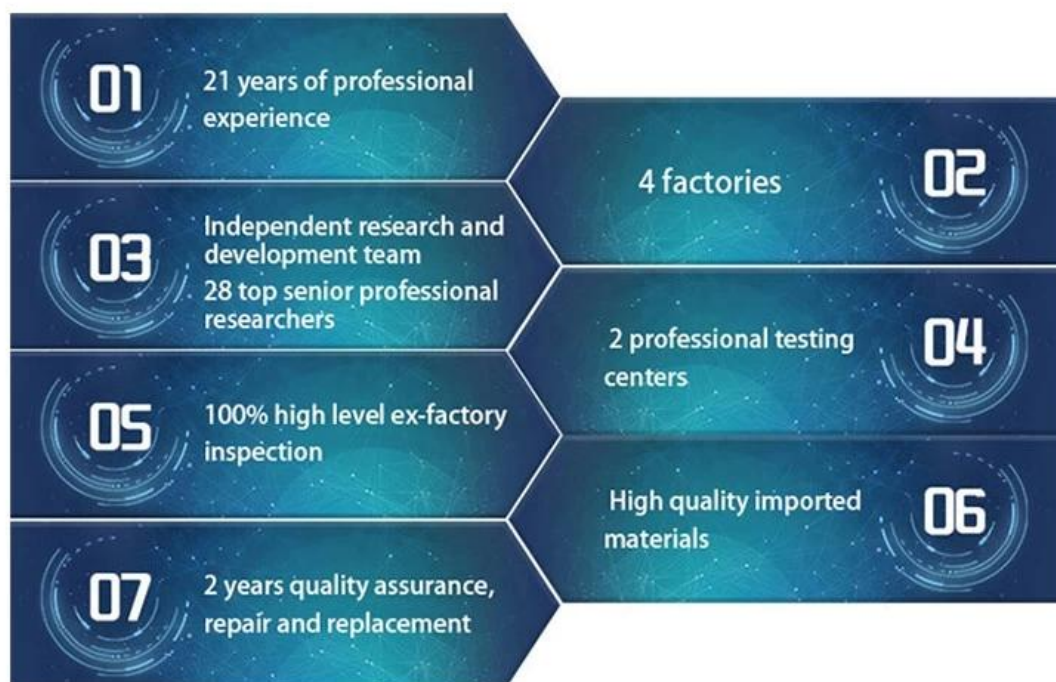 01
21 years of professional
experience
02
4 factories
03
Independent research and
development team
28 top senior professional
researchers
04
2 professional testing
centers
05
100% high level ex-factory
inspection
06
High quality imported
materials
07
2 years quality assurance,
repair and replacement